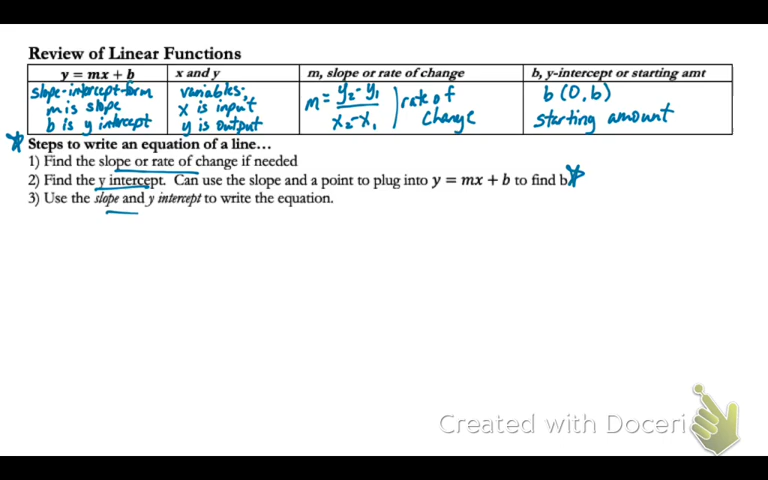 Review of Linear Functions
y = mx + b
x and y
m, slope or rate of change
b, y-intercept or starting amt
slope-intercept-form
m is slope
b is y intercept
variables;
x is input
y is output
m = y₂-y₁
x₂-x₁
rate of
change
b (0,b)
starting amount
* Steps to write an equation of a line…
1) Find the slope or rate of change if needed
2) Find the y intercept. Can use the slope and a point to plug into y = mx + b to find b*
3) Use the slope and y intercept to write the equation.
Created with Doceri